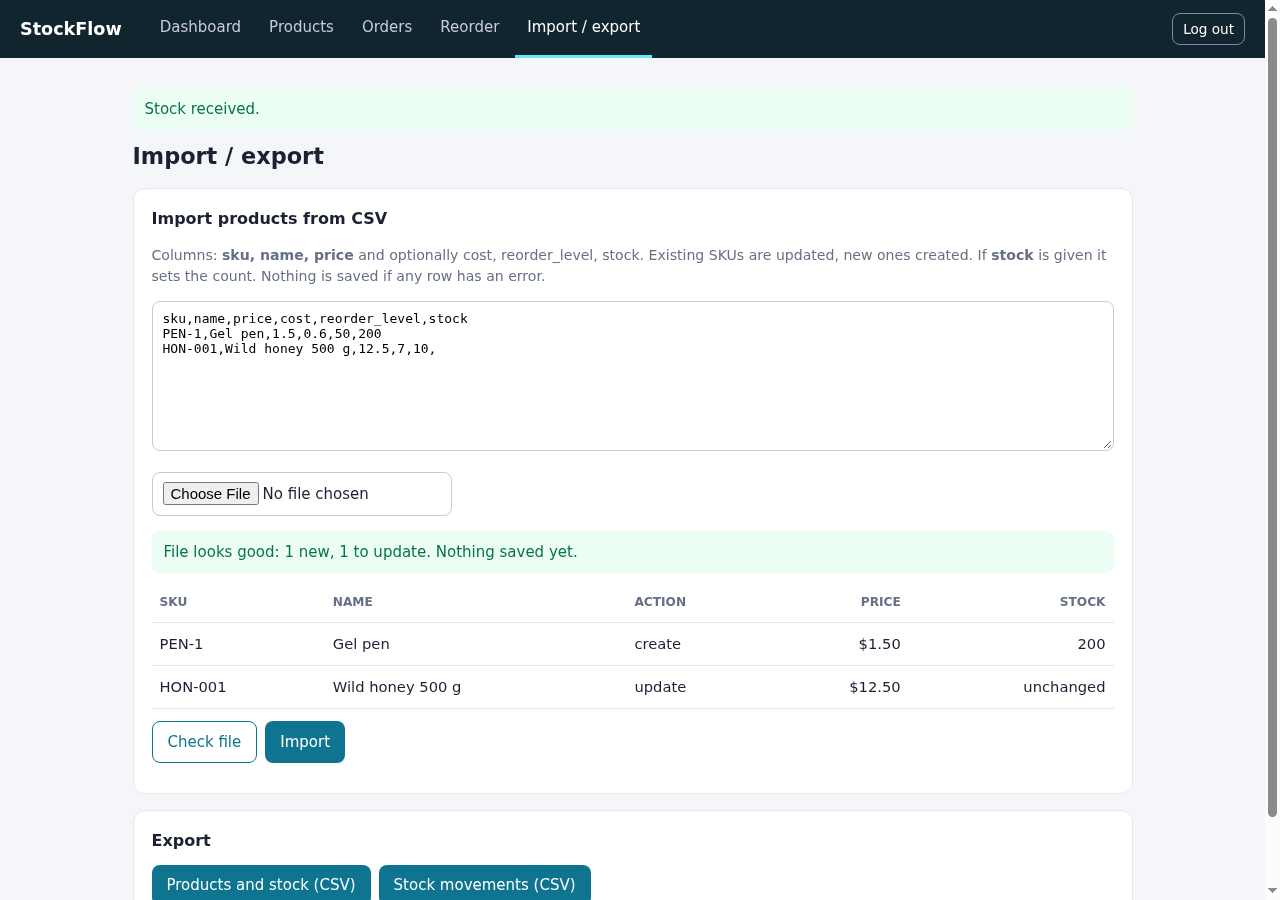 StockFlow
Dashboard
Products
Orders
Reorder
Import / export
Log out
Stock received.
Import / export
Import products from CSV
Columns: sku, name, price and optionally cost, reorder_level, stock. Existing SKUs are updated, new ones created. If stock is given it
sets the count. Nothing is saved if any row has an error.
sku,name,price,cost,reorder_level,stock
PEN-1,Gel pen,1.5,0.6,50,200
HON-001,Wild honey 500 g,12.5,7,10,
Choose File No file chosen
File looks good: 1 new, 1 to update. Nothing saved yet.
SKU NAME ACTION PRICE STOCK
PEN-1 Gel pen create $1.50 200
HON-001 Wild honey 500 g update $12.50 unchanged
Check file
Import
Export
Products and stock (CSV)
Stock movements (CSV)